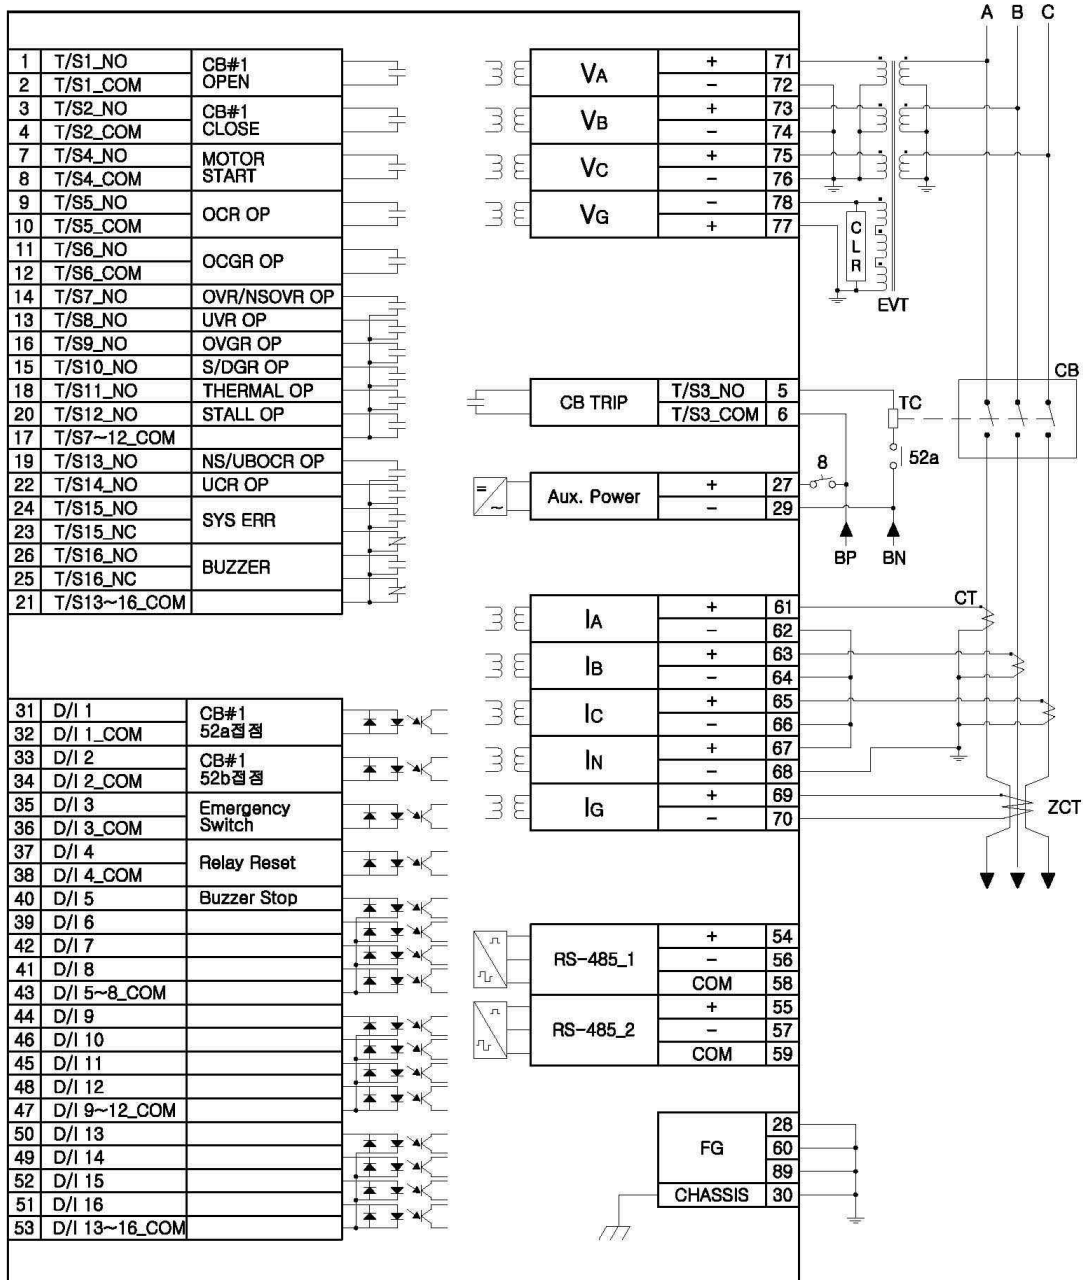 A B C
1 T/S1_NO CB#1 OPEN
2 T/S1_COM
3 T/S2_NO CB#1 CLOSE
4 T/S2_COM
7 T/S4_NO MOTOR START
8 T/S4_COM
9 T/S5_NO OCR OP
10 T/S5_COM
11 T/S6_NO OCGR OP
12 T/S6_COM
14 T/S7_NO OVR/NSOVR OP
13 T/S8_NO UVR OP
16 T/S9_NO OVGR OP
15 T/S10_NO S/DGR OP
18 T/S11_NO THERMAL OP
20 T/S12_NO STALL OP
17 T/S7~12_COM
19 T/S13_NO NS/UBOCR OP
22 T/S14_NO UCR OP
24 T/S15_NO SYS ERR
23 T/S15_NC
26 T/S16_NO BUZZER
25 T/S16_NC
21 T/S13~16_COM
31 D/I 1 CB#1 52a접점
32 D/I 1_COM
33 D/I 2 CB#1 52b접점
34 D/I 2_COM
35 D/I 3 Emergency Switch
36 D/I 3_COM
37 D/I 4 Relay Reset
38 D/I 4_COM
40 D/I 5 Buzzer Stop
39 D/I 6
42 D/I 7
41 D/I 8
43 D/I 5~8_COM
44 D/I 9
46 D/I 10
45 D/I 11
48 D/I 12
47 D/I 9~12_COM
50 D/I 13
49 D/I 14
52 D/I 15
51 D/I 16
53 D/I 13~16_COM
VA + 71
− 72
VB + 73
− 74
VC + 75
− 76
VG − 78
+ 77
CLR
EVT
CB TRIP T/S3_NO 5
T/S3_COM 6
TC
CB
52a
8
Aux. Power + 27
− 29
BP BN
CT
IA + 61
− 62
IB + 63
− 64
IC + 65
− 66
IN + 67
− 68
IG + 69
− 70
ZCT
RS-485_1 + 54
− 56
COM 58
RS-485_2 + 55
− 57
COM 59
FG 28
60
89
CHASSIS 30